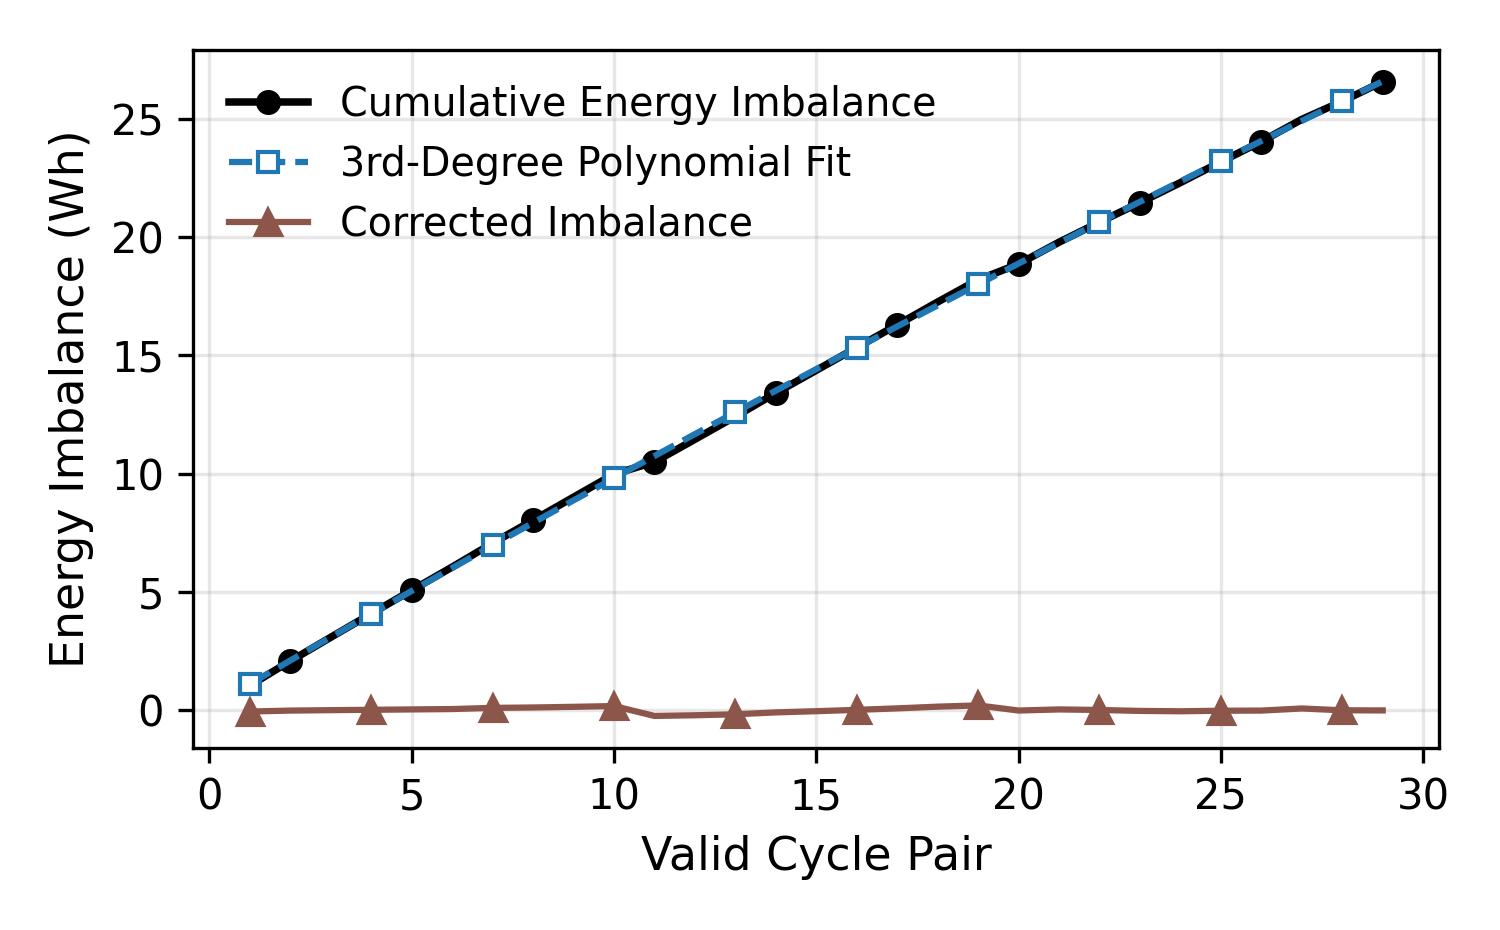 Cumulative Energy Imbalance
3rd-Degree Polynomial Fit
Corrected Imbalance
Energy Imbalance (Wh)
25
20
15
10
5
0
0 5 10 15 20 25 30
Valid Cycle Pair